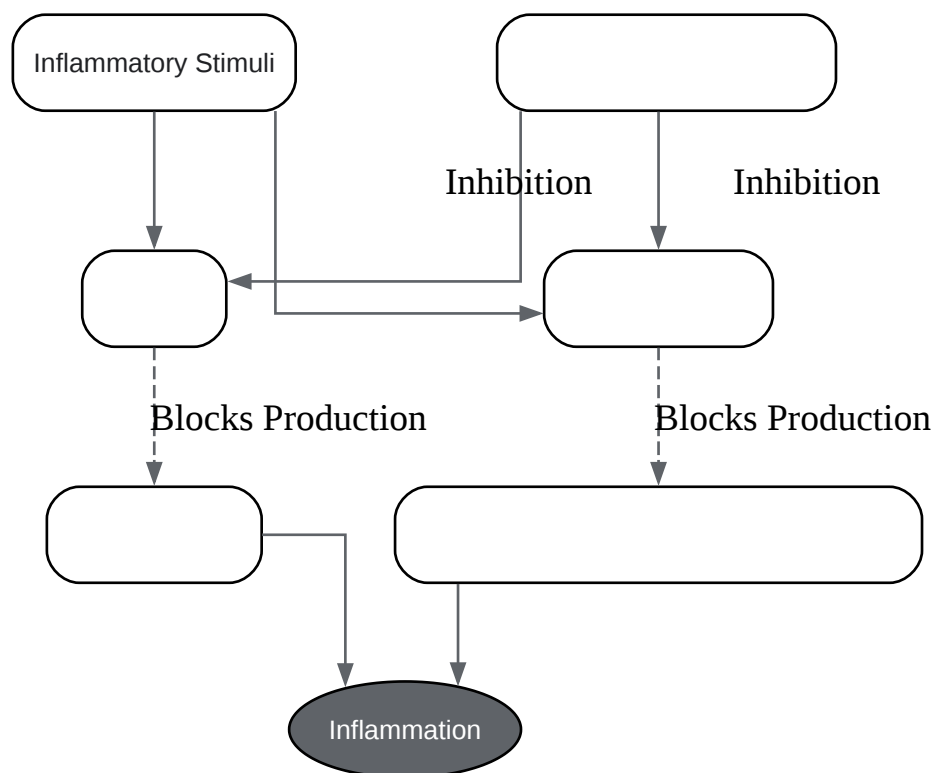 Inflammatory Stimuli
Inhibition
Inhibition
Blocks Production
Blocks Production
Inflammation